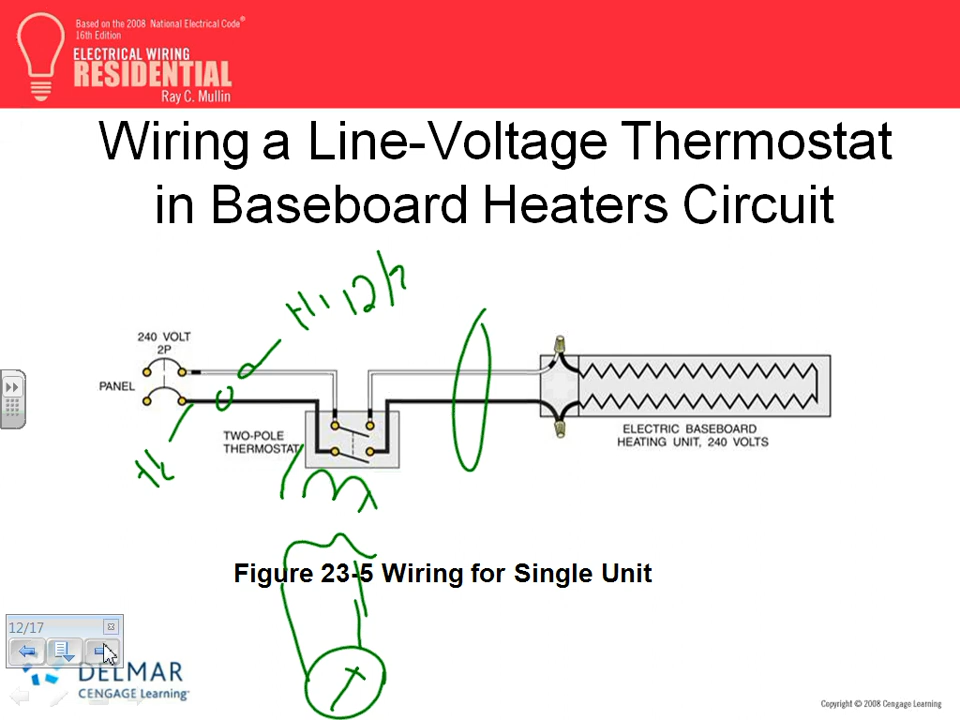 Based on the 2008 National Electrical Code®
16th Edition
ELECTRICAL WIRING
RESIDENTIAL
Ray C. Mullin
Wiring a Line-Voltage Thermostat
in Baseboard Heaters Circuit
240 VOLT
2P
PANEL
TWO-POLE
THERMOSTAT
ELECTRIC BASEBOARD
HEATING UNIT, 240 VOLTS
Figure 23-5 Wiring for Single Unit
12/17
DELMAR
CENGAGE Learning™
Copyright © 2008 Cengage Learning